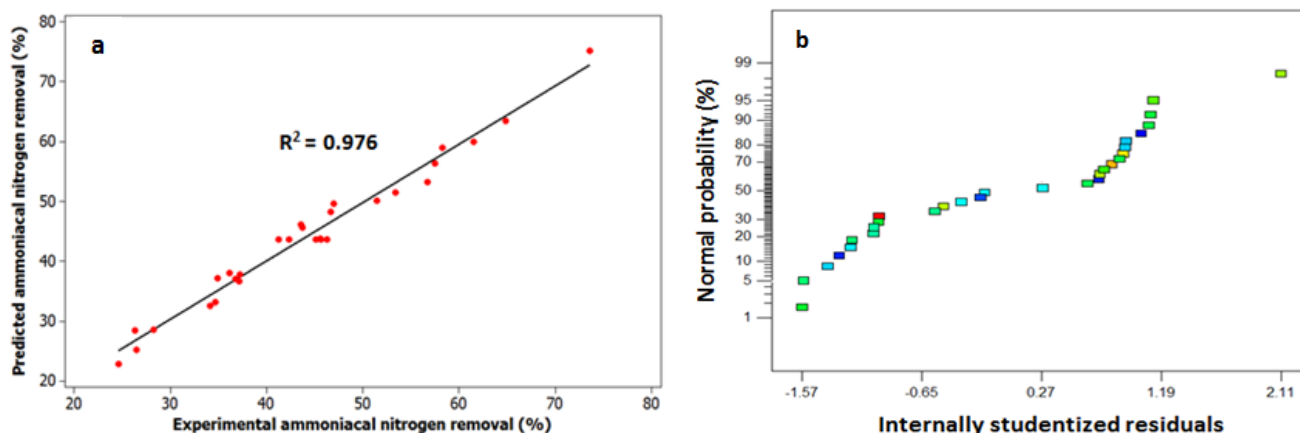 a
R² = 0.976
Predicted ammoniacal nitrogen removal (%)
80
70
60
50
40
30
20
20 30 40 50 60 70 80
Experimental ammoniacal nitrogen removal (%)
b
Normal probability (%)
99
95
90
80
70
50
30
20
10
5
1
-1.57 -0.65 0.27 1.19 2.11
Internally studentized residuals